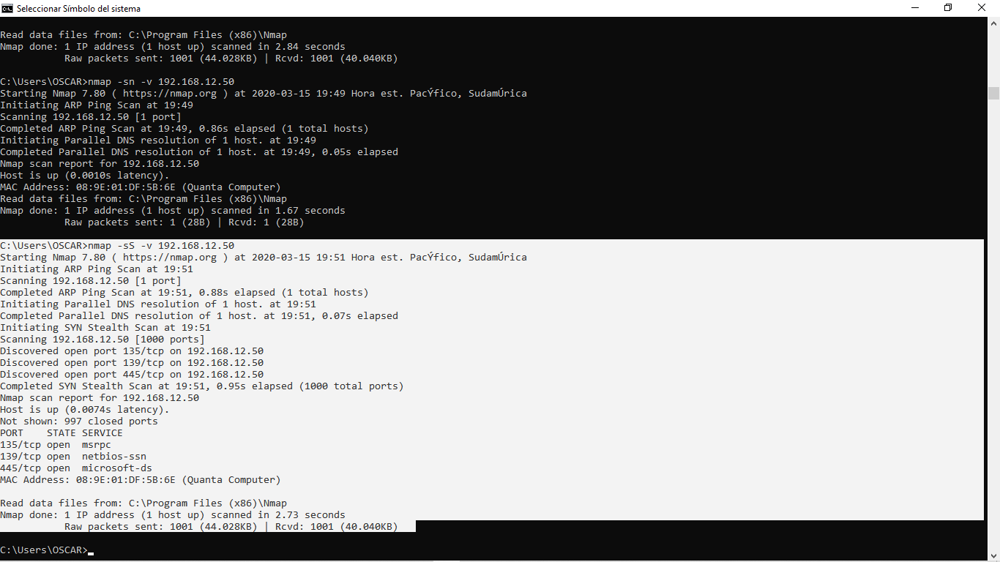 Seleccionar Símbolo del sistema
Read data files from: C:\Program Files (x86)\Nmap
Nmap done: 1 IP address (1 host up) scanned in 2.84 seconds
           Raw packets sent: 1001 (44.028KB) | Rcvd: 1001 (40.040KB)
C:\Users\OSCAR>nmap -sn -v 192.168.12.50
Starting Nmap 7.80 ( https://nmap.org ) at 2020-03-15 19:49 Hora est. PacÝfico, SudamÚrica
Initiating ARP Ping Scan at 19:49
Scanning 192.168.12.50 [1 port]
Completed ARP Ping Scan at 19:49, 0.86s elapsed (1 total hosts)
Initiating Parallel DNS resolution of 1 host. at 19:49
Completed Parallel DNS resolution of 1 host. at 19:49, 0.05s elapsed
Nmap scan report for 192.168.12.50
Host is up (0.0010s latency).
MAC Address: 08:9E:01:DF:5B:6E (Quanta Computer)
Read data files from: C:\Program Files (x86)\Nmap
Nmap done: 1 IP address (1 host up) scanned in 1.67 seconds
           Raw packets sent: 1 (28B) | Rcvd: 1 (28B)
C:\Users\OSCAR>nmap -sS -v 192.168.12.50
Starting Nmap 7.80 ( https://nmap.org ) at 2020-03-15 19:51 Hora est. PacÝfico, SudamÚrica
Initiating ARP Ping Scan at 19:51
Scanning 192.168.12.50 [1 port]
Completed ARP Ping Scan at 19:51, 0.88s elapsed (1 total hosts)
Initiating Parallel DNS resolution of 1 host. at 19:51
Completed Parallel DNS resolution of 1 host. at 19:51, 0.07s elapsed
Initiating SYN Stealth Scan at 19:51
Scanning 192.168.12.50 [1000 ports]
Discovered open port 135/tcp on 192.168.12.50
Discovered open port 139/tcp on 192.168.12.50
Discovered open port 445/tcp on 192.168.12.50
Completed SYN Stealth Scan at 19:51, 0.95s elapsed (1000 total ports)
Nmap scan report for 192.168.12.50
Host is up (0.0074s latency).
Not shown: 997 closed ports
PORT    STATE SERVICE
135/tcp open  msrpc
139/tcp open  netbios-ssn
445/tcp open  microsoft-ds
MAC Address: 08:9E:01:DF:5B:6E (Quanta Computer)
Read data files from: C:\Program Files (x86)\Nmap
Nmap done: 1 IP address (1 host up) scanned in 2.73 seconds
           Raw packets sent: 1001 (44.028KB) | Rcvd: 1001 (40.040KB)
C:\Users\OSCAR>